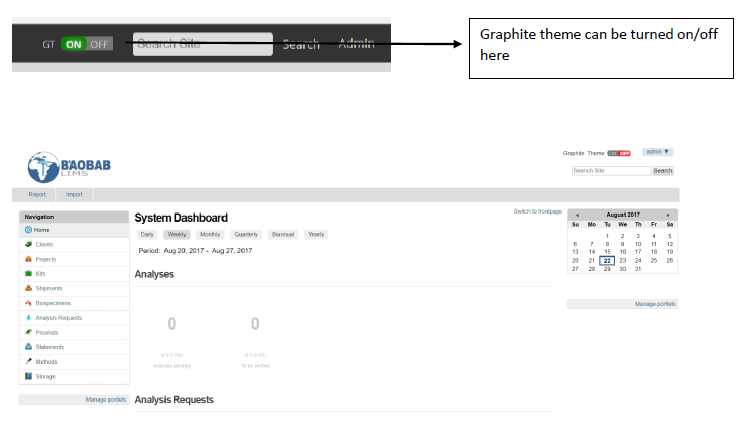 GT ON OFF Search Site Search Admin
Graphite theme can be turned on/off
here
BAOBAB
LIMS
Graphite Theme ON OFF admin ▼
Search Site Search
Report Import
Navigation
Home
Clients
Projects
Kits
Shipments
Biospecimens
Analysis Requests
Pricelists
Statements
Methods
Storage
Manage portlets
System Dashboard
Switch to frontpage
Daily Weekly Monthly Quarterly Biannual Yearly
Period: Aug 20, 2017 - Aug 27, 2017
Analyses
0 0
of 0 (0.0%) of 0 (0.0%)
Analyses pending To be verified
Analysis Requests
« August 2017 »
Su Mo Tu We Th Fr Sa
1 2 3 4 5
6 7 8 9 10 11 12
13 14 15 16 17 18 19
20 21 22 23 24 25 26
27 28 29 30 31
Manage portlets